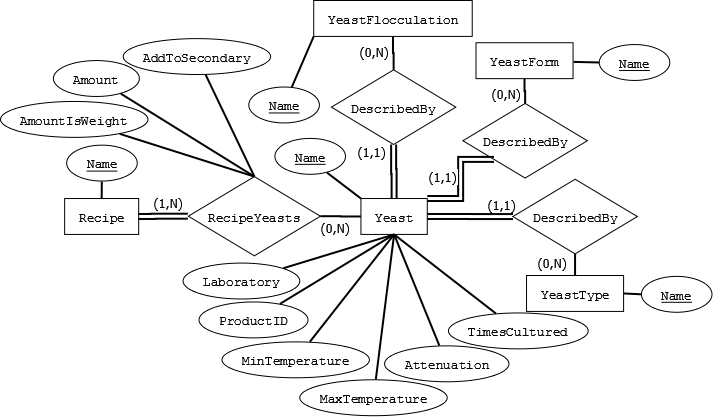 YeastFlocculation
AddToSecondary
(0,N)
YeastForm
Name
Amount
(0,N)
Name
DescribedBy
AmountIsWeight
DescribedBy
Name
Name
(1,1)
(1,1)
Recipe
(1,N)
RecipeYeasts
(0,N)
Yeast
(1,1)
DescribedBy
(0,N)
Laboratory
YeastType
Name
ProductID
TimesCultured
MinTemperature
Attenuation
MaxTemperature